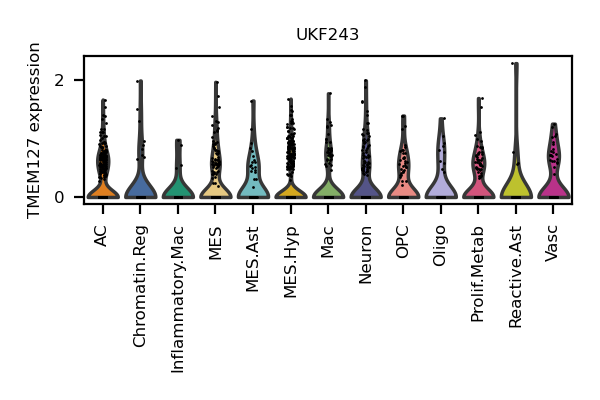 UKF243
TMEM127 expression
2
0
AC
Chromatin.Reg
Inflammatory.Mac
MES
MES.Ast
MES.Hyp
Mac
Neuron
OPC
Oligo
Prolif.Metab
Reactive.Ast
Vasc